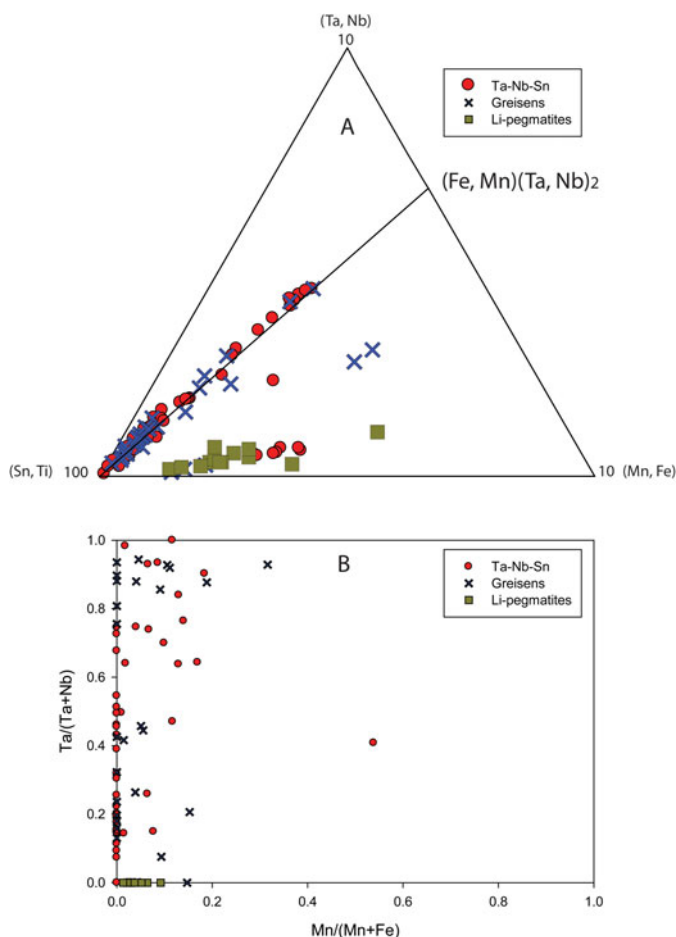 (Ta, Nb)
10
Ta-Nb-Sn
Greisens
Li-pegmatites
A
(Fe, Mn)(Ta, Nb)2
(Sn, Ti) 100
10 (Mn, Fe)
B
Ta-Nb-Sn
Greisens
Li-pegmatites
1.0
0.8
0.6
0.4
0.2
0.0
Ta/(Ta+Nb)
0.0 0.2 0.4 0.6 0.8 1.0
Mn/(Mn+Fe)